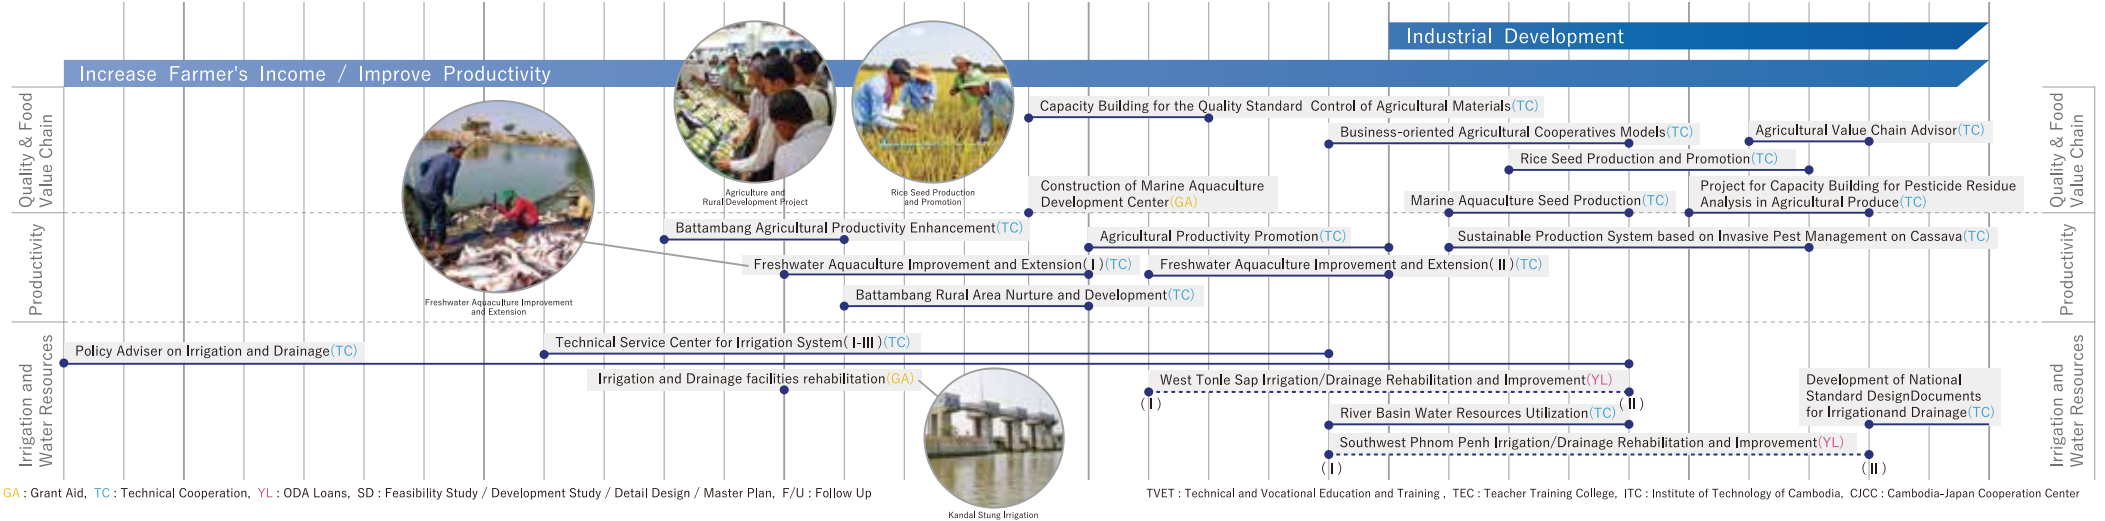 Industrial Development
Increase Farmer's Income / Improve Productivity
Quality & Food
Value Chain
Capacity Building for the Quality Standard Control of Agricultural Materials(TC)
Business-oriented Agricultural Cooperatives Models(TC)
Agricultural Value Chain Advisor(TC)
Rice Seed Production and Promotion(TC)
Construction of Marine Aquaculture
Development Center(GA)
Marine Aquaculture Seed Production(TC)
Project for Capacity Building for Pesticide Residue
Analysis in Agricultural Produce(TC)
Quality & Food
Value Chain
Agriculture and
Rural Development Project
Rice Seed Production
and Promotion
Productivity
Battambang Agricultural Productivity Enhancement(TC)
Agricultural Productivity Promotion(TC)
Sustainable Production System based on Invasive Pest Management on Cassava(TC)
Freshwater Aquaculture Improvement and Extension(Ⅰ)(TC)
Freshwater Aquaculture Improvement and Extension(Ⅱ)(TC)
Battambang Rural Area Nurture and Development(TC)
Freshwater Aquaculture Improvement
and Extension
Productivity
Irrigation and
Water Resources
Policy Adviser on Irrigation and Drainage(TC)
Technical Service Center for Irrigation System(Ⅰ-Ⅲ)(TC)
Irrigation and Drainage facilities rehabilitation(GA)
West Tonle Sap Irrigation/Drainage Rehabilitation and Improvement(YL)
(Ⅰ)
(Ⅱ)
River Basin Water Resources Utilization(TC)
Southwest Phnom Penh Irrigation/Drainage Rehabilitation and Improvement(YL)
(Ⅰ)
(Ⅱ)
Development of National
Standard DesignDocuments
for Irrigationand Drainage(TC)
Irrigation and
Water Resources
GA : Grant Aid, TC : Technical Cooperation, YL : ODA Loans, SD : Feasibility Study / Development Study / Detail Design / Master Plan, F/U : Follow Up
TVET : Technical and Vocational Education and Training , TEC : Teacher Training College, ITC : Institute of Technology of Cambodia, CJCC : Cambodia-Japan Cooperation Center
Kandal Stung Irrigation